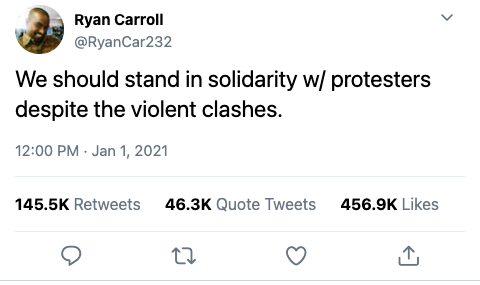 Ryan Carroll
@RyanCar232
We should stand in solidarity w/ protesters
despite the violent clashes.
12:00 PM · Jan 1, 2021
145.5K Retweets 46.3K Quote Tweets 456.9K Likes